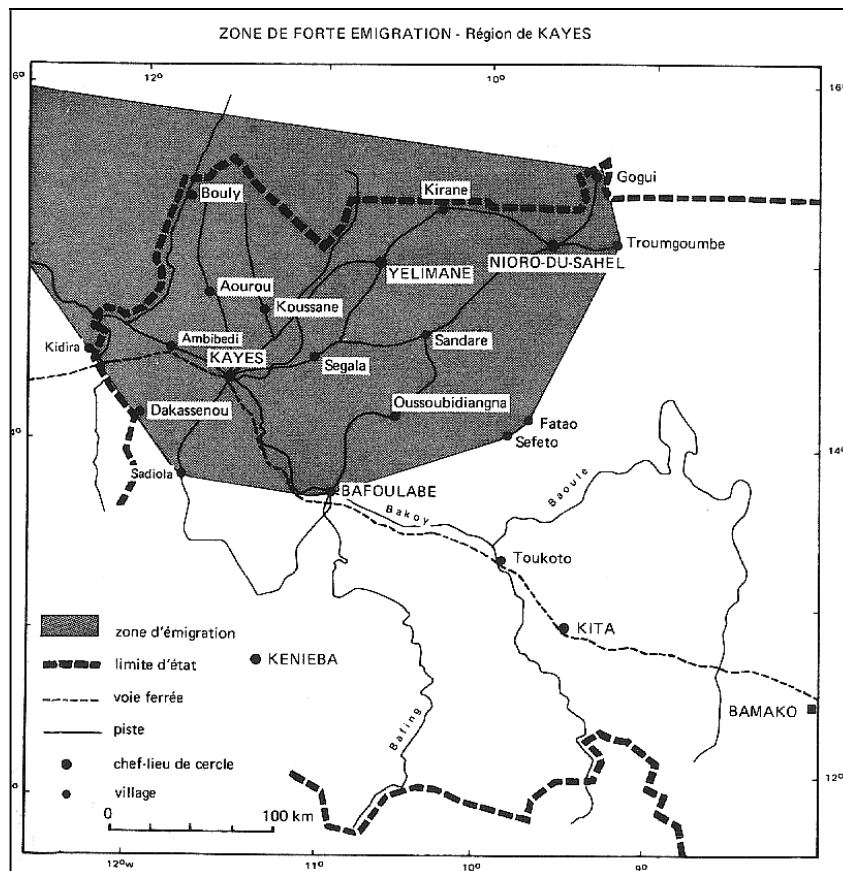 ZONE DE FORTE EMIGRATION - Région de KAYES
12°
10°
6°
16°
Gogui
Bouly
Kirane
Troumgoumbe
NIORO-DU-SAHEL
YELIMANE
Aourou
Koussane
Ambibedi
Sandare
Kidira
KAYES
Segala
Oussoubidiangna
Dakassenou
Fatao
4°
Sefeto
14°
Sadiola
BAFOULABE
Baoule
Bakoy
Toukoto
zone d'émigration
KITA
limite d'état
KENIEBA
voie ferrée
BAMAKO
piste
Bafing
chef-lieu de cercle
12°
village
0
100 km
12°w
11°
10°
9°